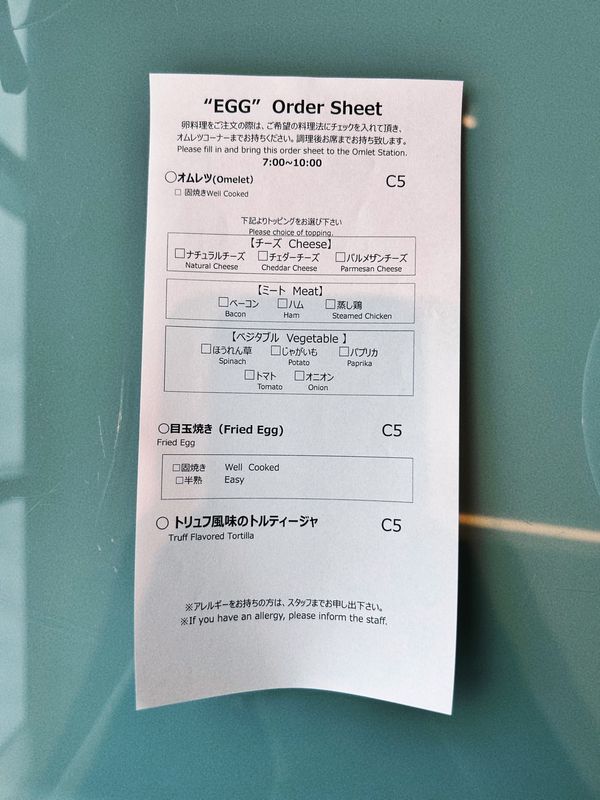 “EGG” Order Sheet
卵料理をご注文の際は、ご希望の料理法にチェックを入れて頂き、
オムレツコーナーまでお持ちください。調理後お席までお持ち致します。
Please fill in and bring this order sheet to the Omlet Station.
7:00~10:00
○オムレツ(Omelet) C5
□ 固焼きWell Cooked
下記よりトッピングをお選び下さい
Please choice of topping.
【チーズ Cheese】
□ナチュラルチーズ □チェダーチーズ □パルメザンチーズ
Natural Cheese Cheddar Cheese Parmesan Cheese
【ミート Meat】
□ベーコン □ハム □蒸し鶏
Bacon Ham Steamed Chicken
【ベジタブル Vegetable 】
□ほうれん草 □じゃがいも □パプリカ
Spinach Potato Paprika
□トマト □オニオン
Tomato Onion
○目玉焼き（Fried Egg) C5
Fried Egg
□固焼き Well Cooked
□半熟 Easy
○ トリュフ風味のトルティージャ C5
Truff Flavored Tortilla
※アレルギーをお持ちの方は、スタッフまでお申し出下さい。
※If you have an allergy, please inform the staff.